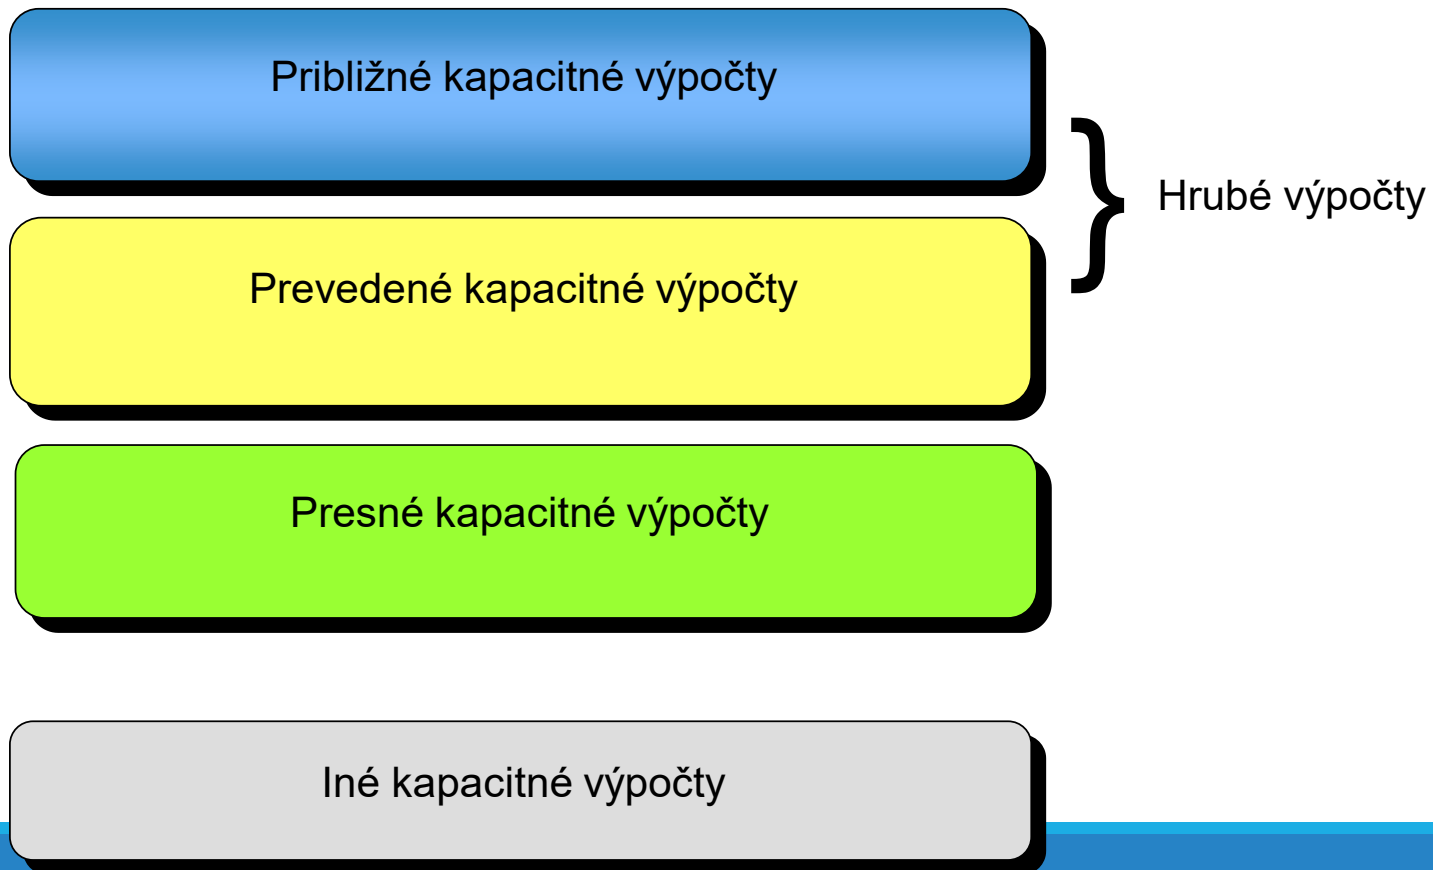 Približné kapacitné výpočty
Hrubé výpočty
Prevedené kapacitné výpočty
Presné kapacitné výpočty
Iné kapacitné výpočty